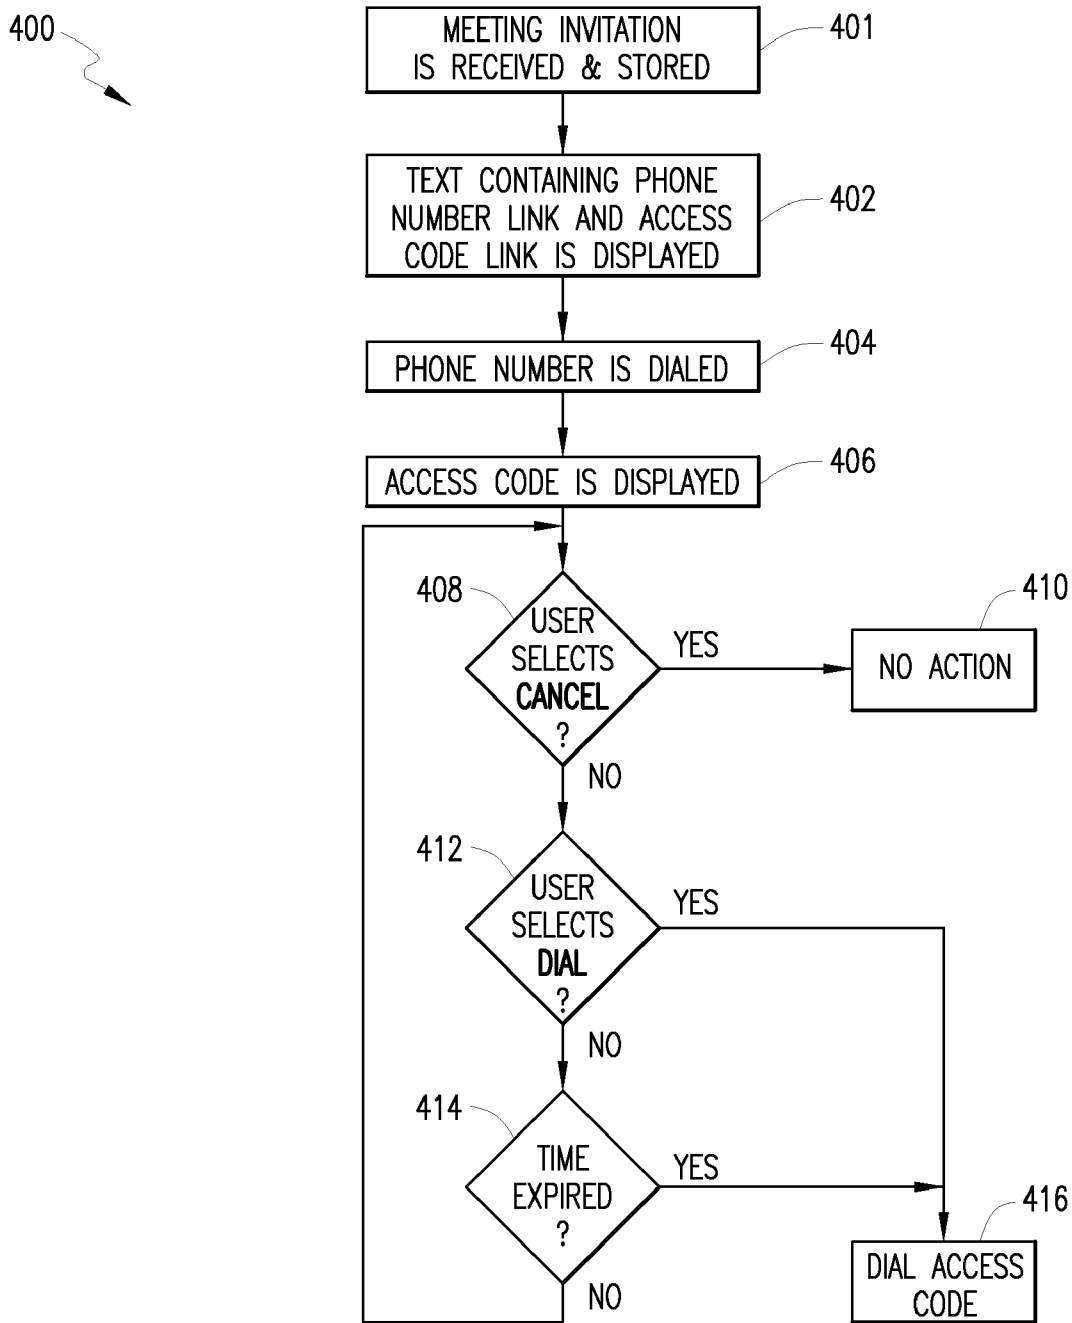 400
MEETING INVITATION
IS RECEIVED & STORED
401
TEXT CONTAINING PHONE
NUMBER LINK AND ACCESS
CODE LINK IS DISPLAYED
402
PHONE NUMBER IS DIALED
404
ACCESS CODE IS DISPLAYED
406
408
USER
SELECTS
CANCEL
?
YES
NO ACTION
410
NO
412
USER
SELECTS
DIAL
?
YES
NO
414
TIME
EXPIRED
?
YES
NO
416
DIAL ACCESS
CODE